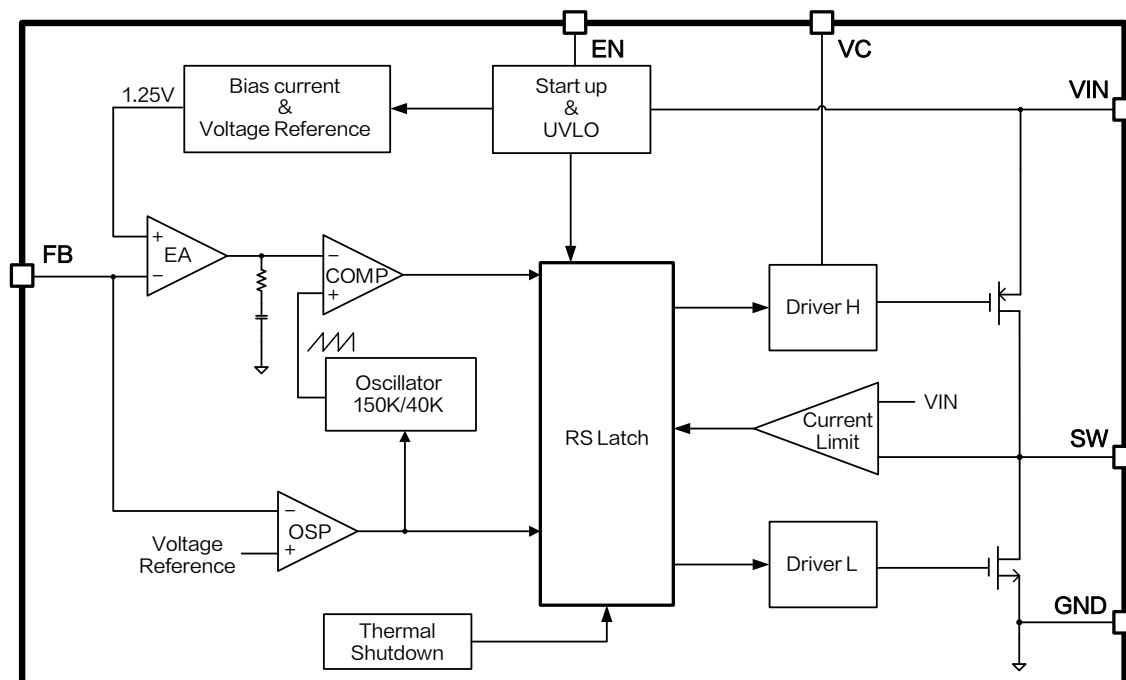 EN
VC
1.25V
Bias current
&
Voltage Reference
Start up
&
UVLO
VIN
FB
+
EA
−
−
COMP
+
Driver H
Oscillator
150K/40K
RS Latch
VIN
Current
Limit
SW
−
OSP
+
Voltage
Reference
Driver L
GND
Thermal
Shutdown